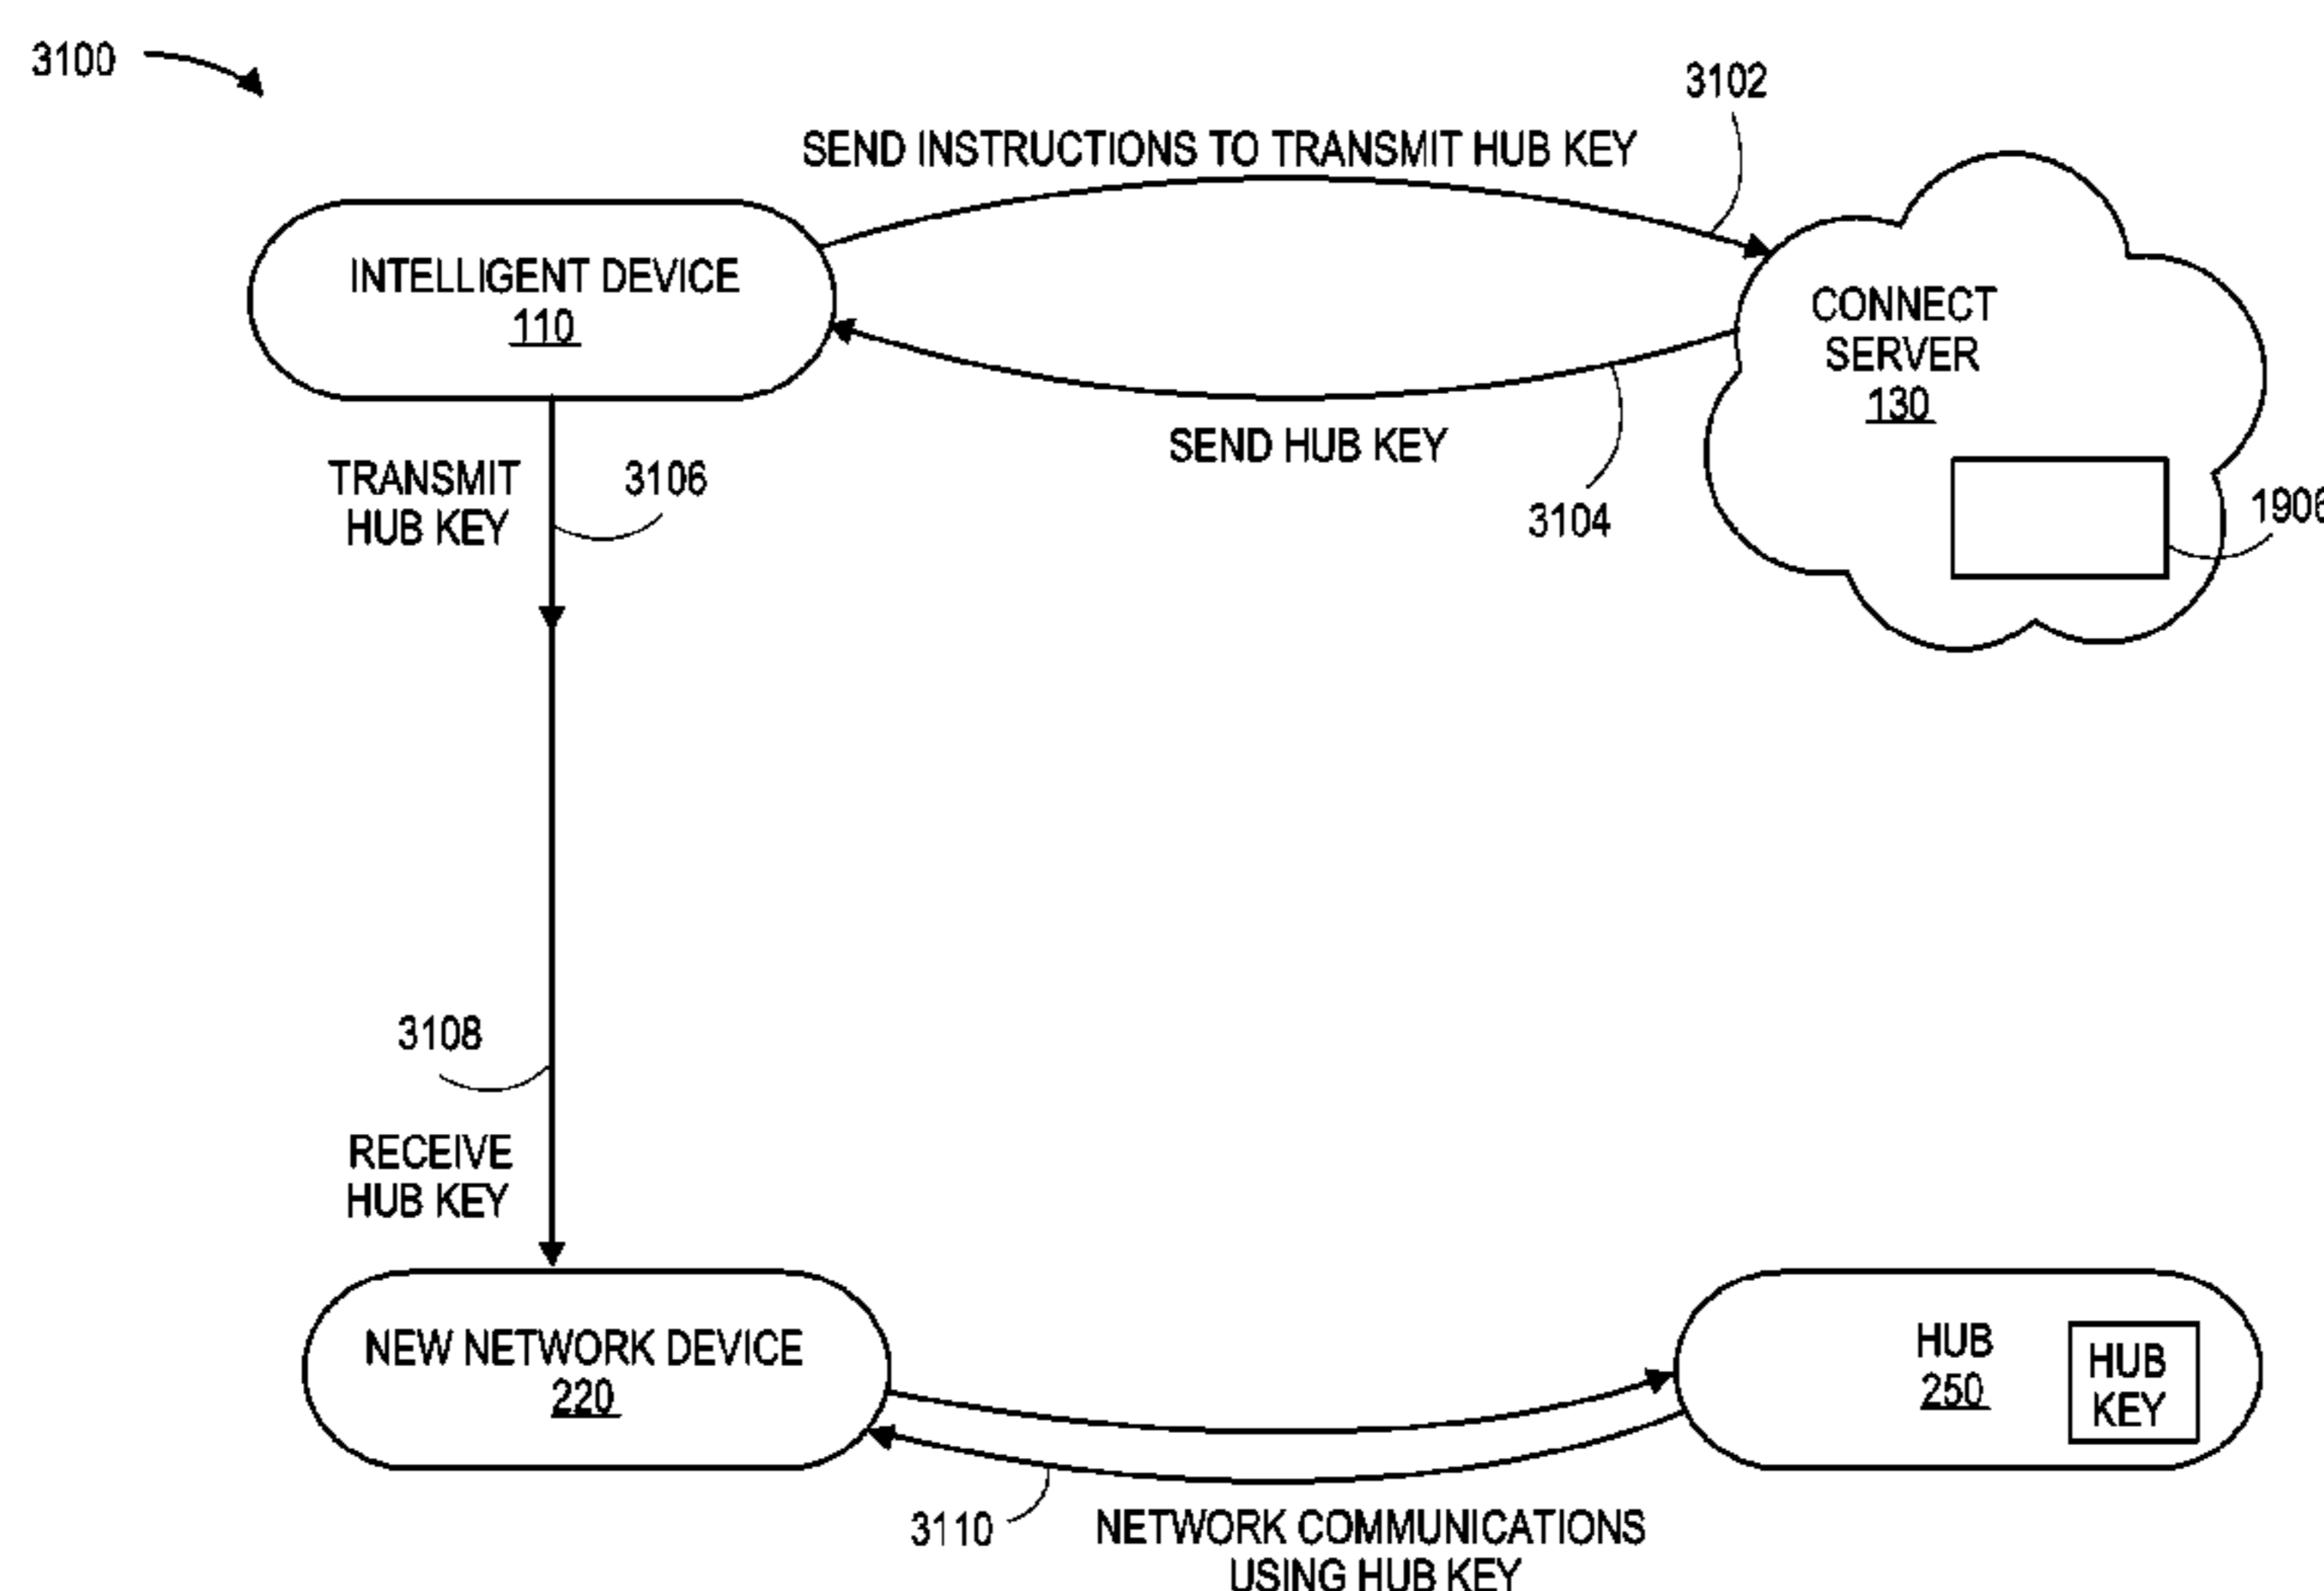 3100
3102
SEND INSTRUCTIONS TO TRANSMIT HUB KEY
INTELLIGENT DEVICE
110
CONNECT
SERVER
130
SEND HUB KEY
TRANSMIT
HUB KEY
3106
3104
1906
3108
RECEIVE
HUB KEY
NEW NETWORK DEVICE
220
HUB
250
HUB
KEY
3110
NETWORK COMMUNICATIONS
USING HUB KEY